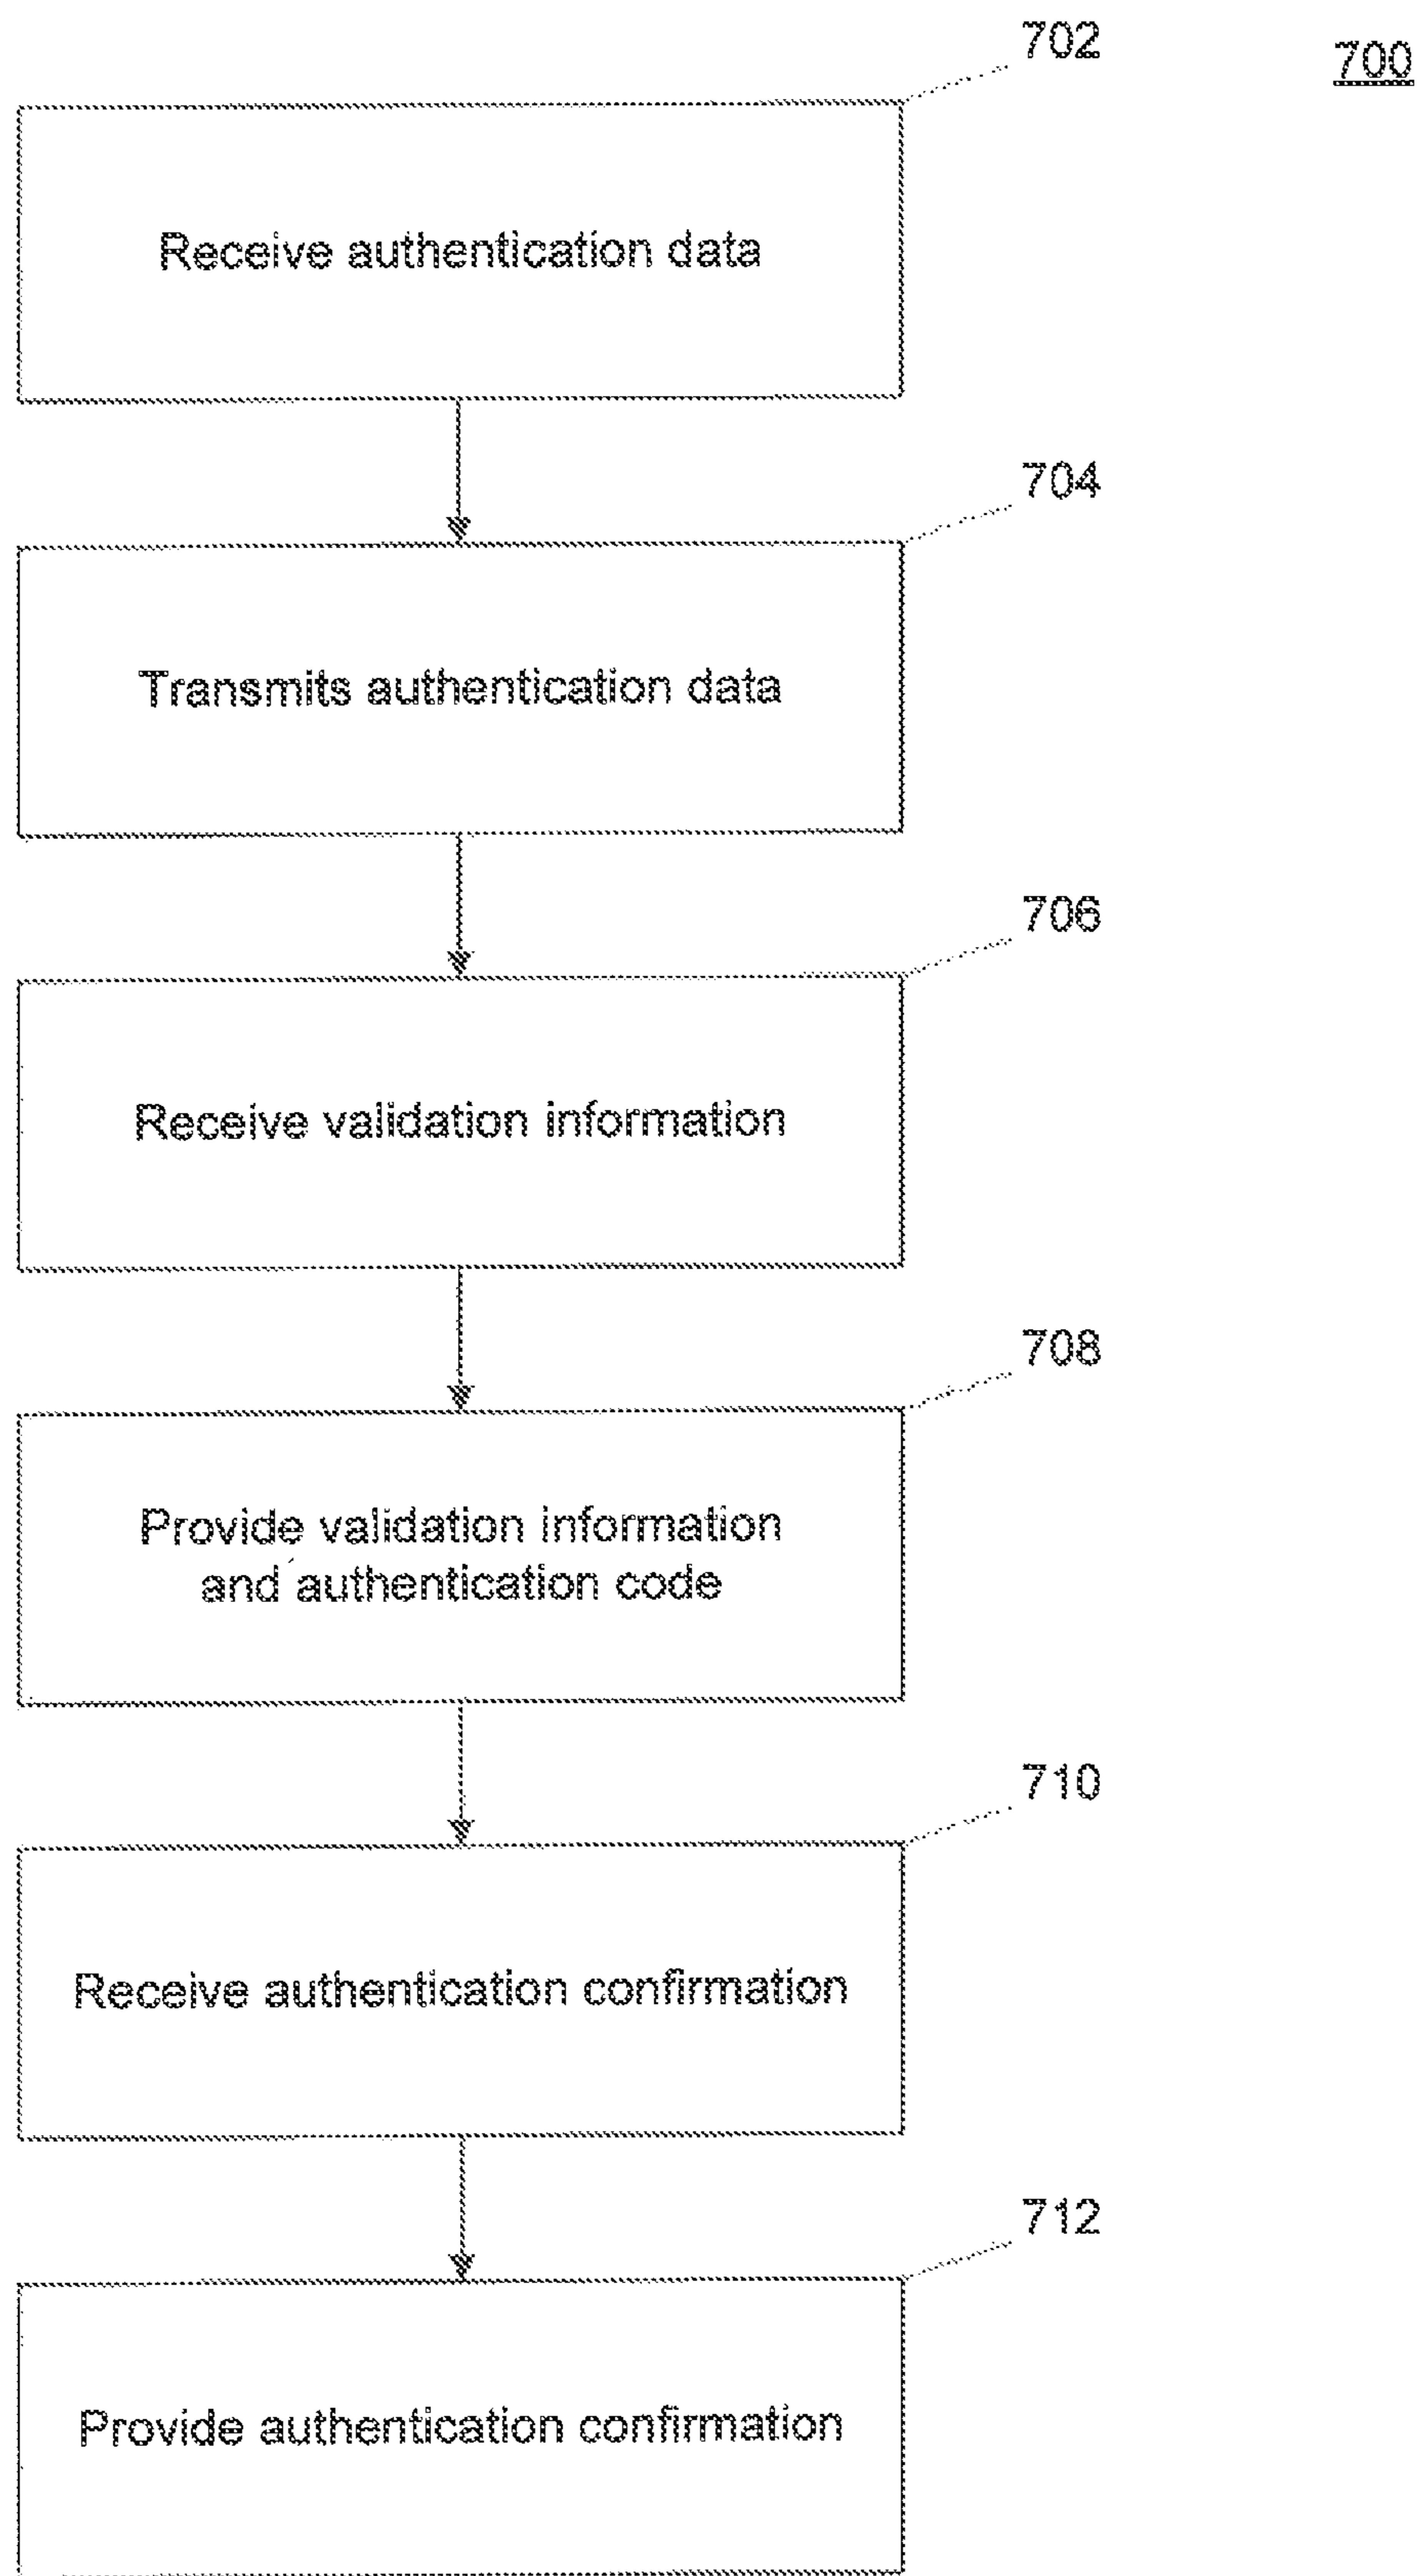 702
700
Receive authentication data
704
Transmits authentication data
706
Receive validation information
708
Provide validation information
and authentication code
710
Receive authentication confirmation
712
Provide authentication confirmation